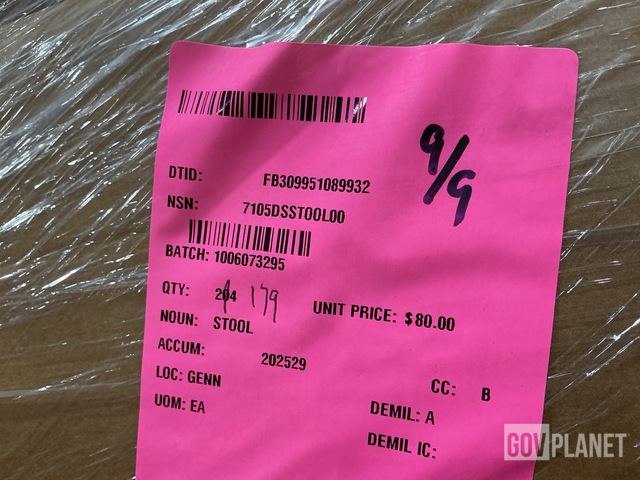 9/9
DTID: FB309951089932
NSN: 7105DSSTOOL00
BATCH: 1006073295
QTY: 204 179 UNIT PRICE: $80.00
NOUN: STOOL
ACCUM: 202529
LOC: GENN CC: B
UOM: EA DEMIL: A
DEMIL IC:
GOVPLANET